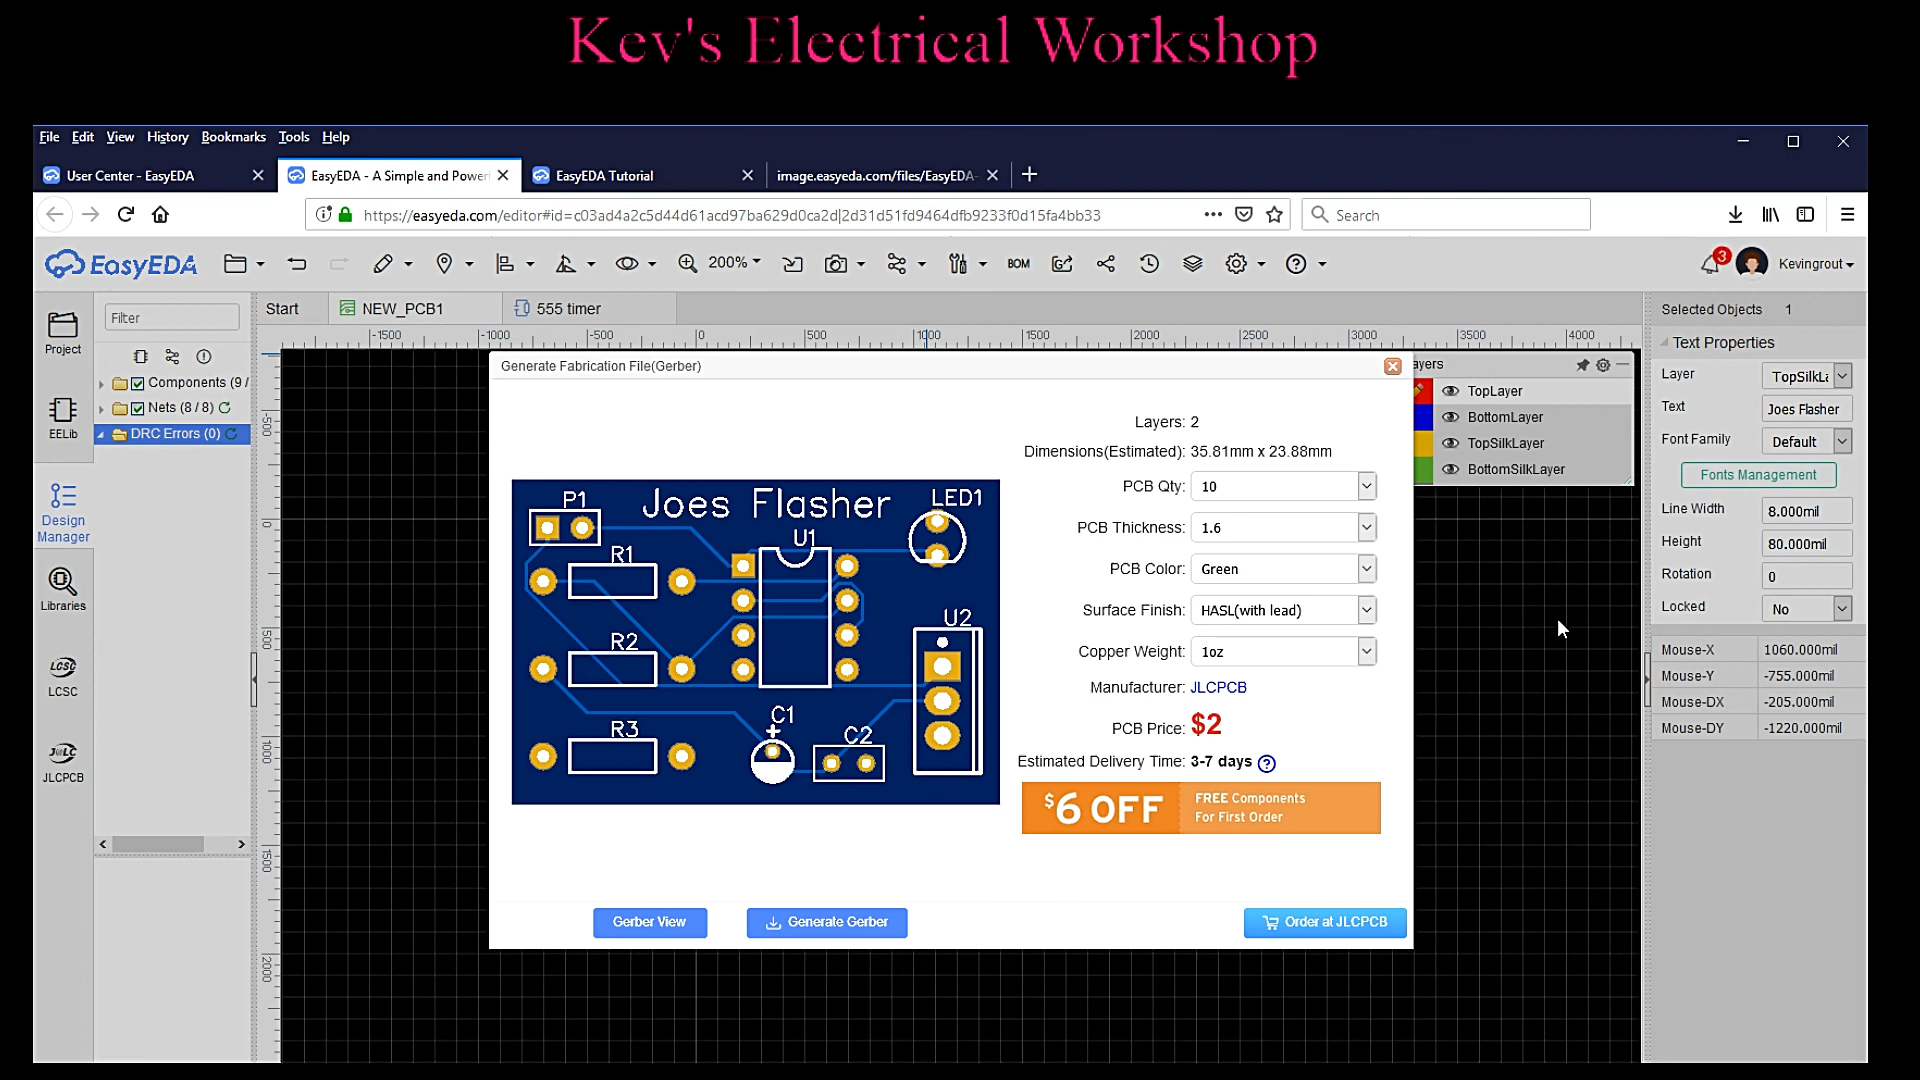 Kev's Electrical Workshop
File Edit View History Bookmarks Tools Help
User Center - EasyEDA
EasyEDA - A Simple and Power
EasyEDA Tutorial
image.easyeda.com/files/EasyEDA-
https://easyeda.com/editor#id=c03ad4a2c5d44d61acd97ba629d0ca2d|2d31d51fd9464dfb9233f0d15fa4bb33
Search
EasyEDA
200%
BOM
3
Kevingrout
Start
NEW_PCB1
555 timer
Filter
Project
EELib
Design
Manager
Libraries
LCSC
LCSC
J@LC
JLCPCB
Components (9 /
Nets (8 / 8)
DRC Errors (0)
-1500 -1000 -500 0 500 1000 1500 2000 2500 3000 3500 4000
-500
0
500
1000
1500
2000
Generate Fabrication File(Gerber)
P1
Joes Flasher
LED1
U1
R1
R2
U2
R3
C1
+
C2
Layers: 2
Dimensions(Estimated): 35.81mm x 23.88mm
PCB Qty: 10
PCB Thickness: 1.6
PCB Color: Green
Surface Finish: HASL(with lead)
Copper Weight: 1oz
Manufacturer: JLCPCB
PCB Price: $2
Estimated Delivery Time: 3-7 days
$6 OFF
FREE Components
For First Order
Gerber View
Generate Gerber
Order at JLCPCB
ayers
TopLayer
BottomLayer
TopSilkLayer
BottomSilkLayer
Selected Objects 1
Text Properties
Layer TopSilkLa
Text Joes Flasher
Font Family Default
Fonts Management
Line Width 8.000mil
Height 80.000mil
Rotation 0
Locked No
Mouse-X 1060.000mil
Mouse-Y -755.000mil
Mouse-DX -205.000mil
Mouse-DY -1220.000mil